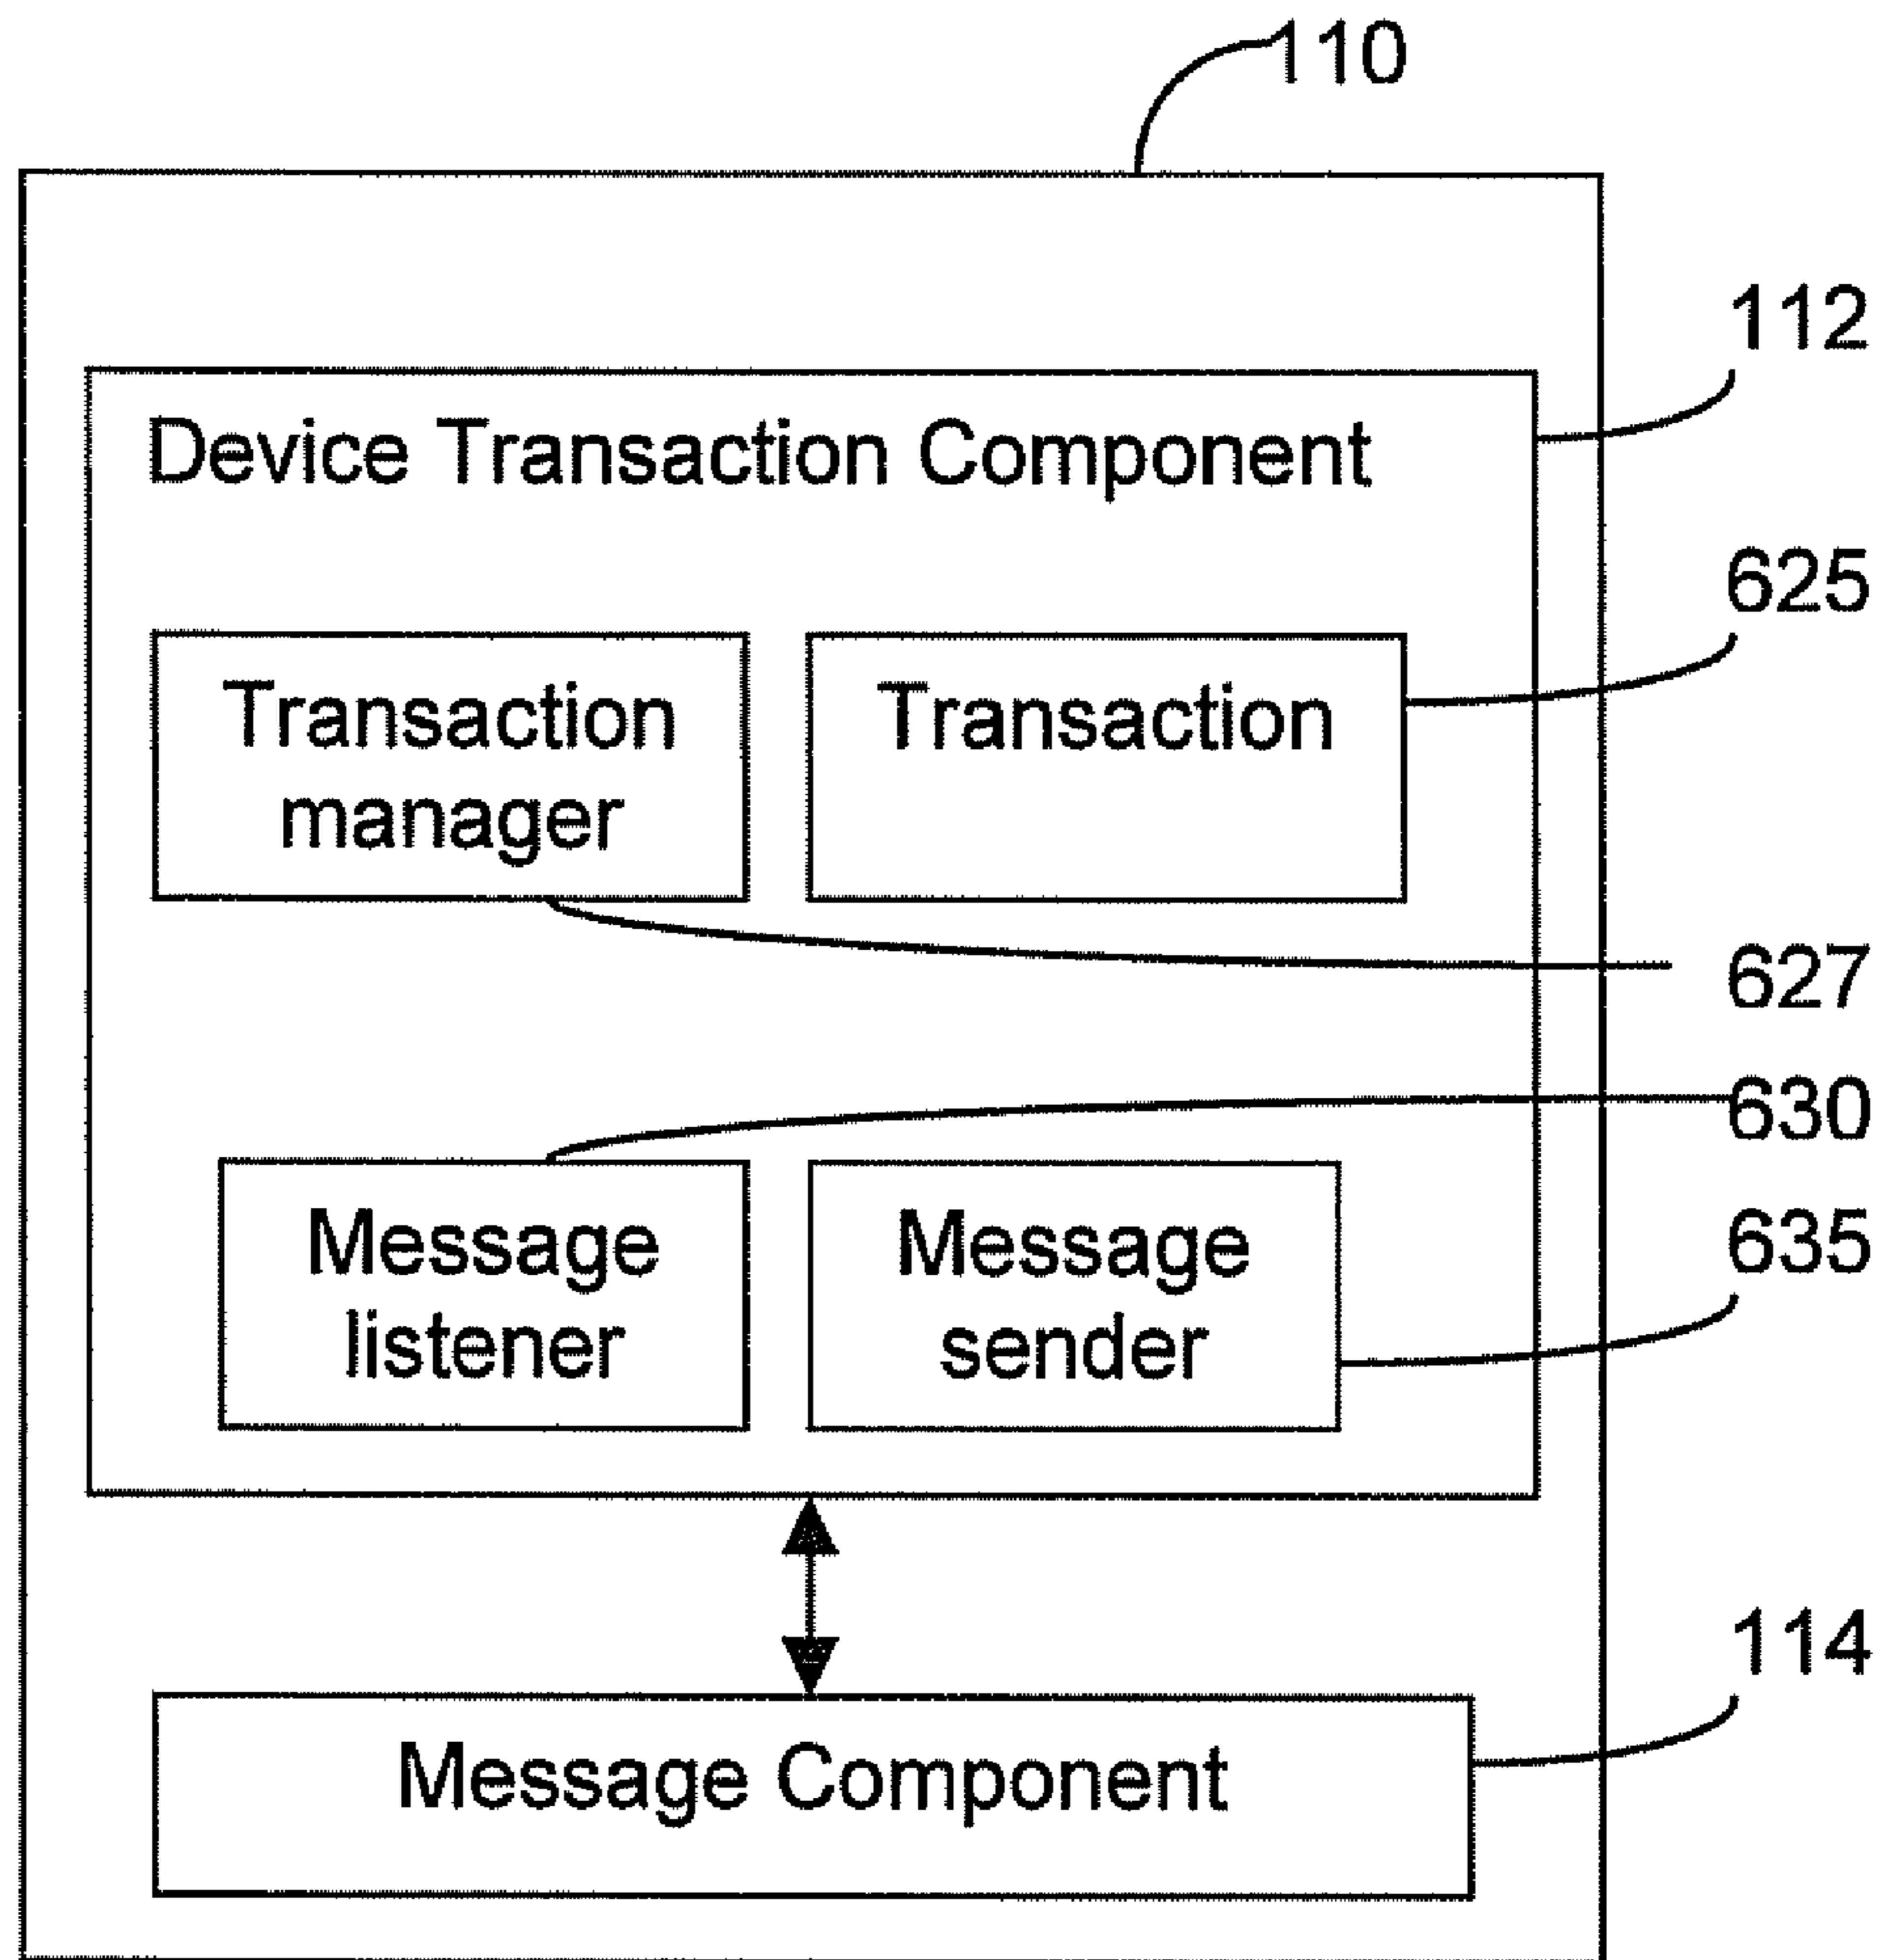 110
112
Device Transaction Component
625
Transaction
manager
Transaction
627
630
Message
listener
Message
sender
635
114
Message Component